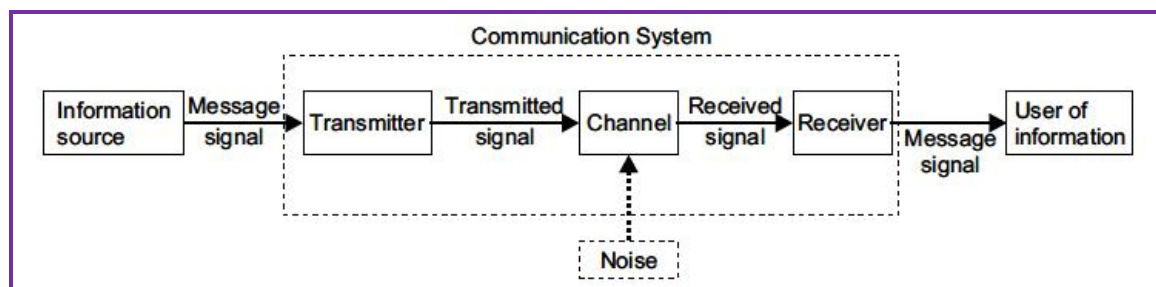 Communication System
Information
source
Message
signal
Transmitter
Transmitted
signal
Channel
Received
signal
Receiver
Message
signal
User of
information
Noise